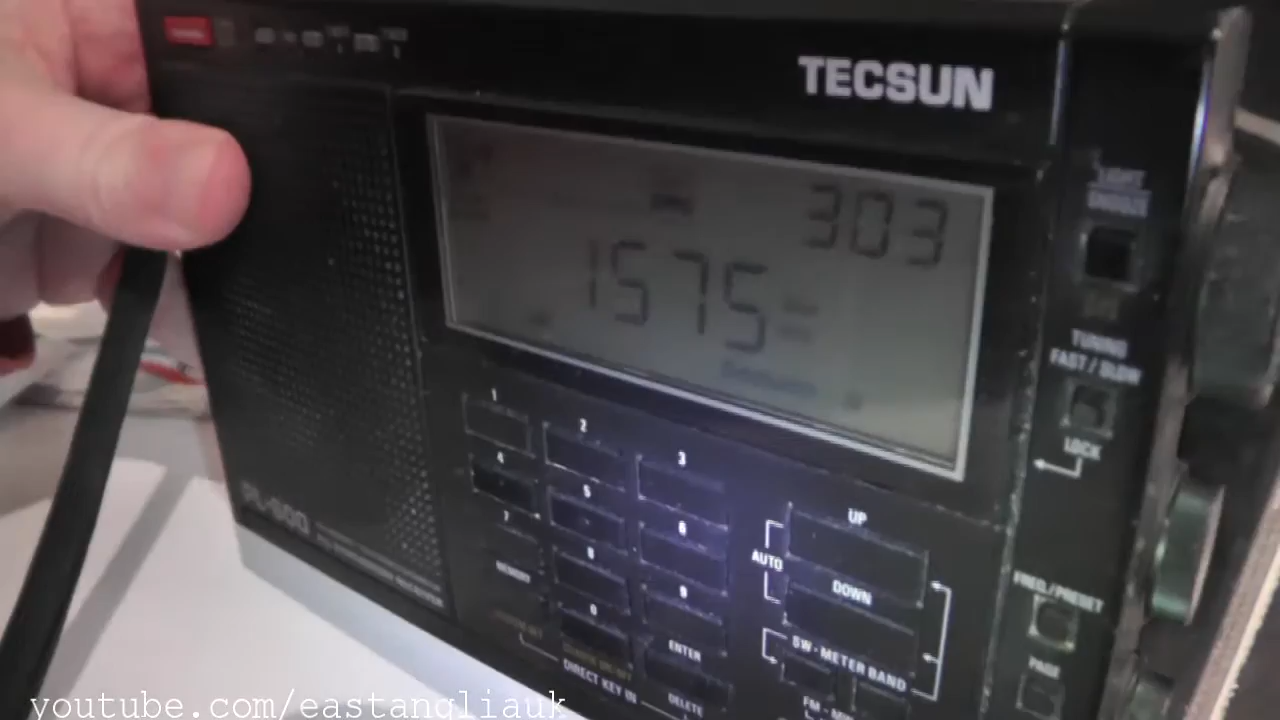 TECSUN
303
1575
LIGHT
SNOOZE
TUNING
FAST / SLOW
LOCK
1
2
3
4
5
6
7
8
9
MEMORY
0
ENTER
DIRECT KEY IN
DELETE
UP
AUTO
DOWN
SW-METER BAND
FREQ./PRESET
PAGE
youtube.com/eastangliauk